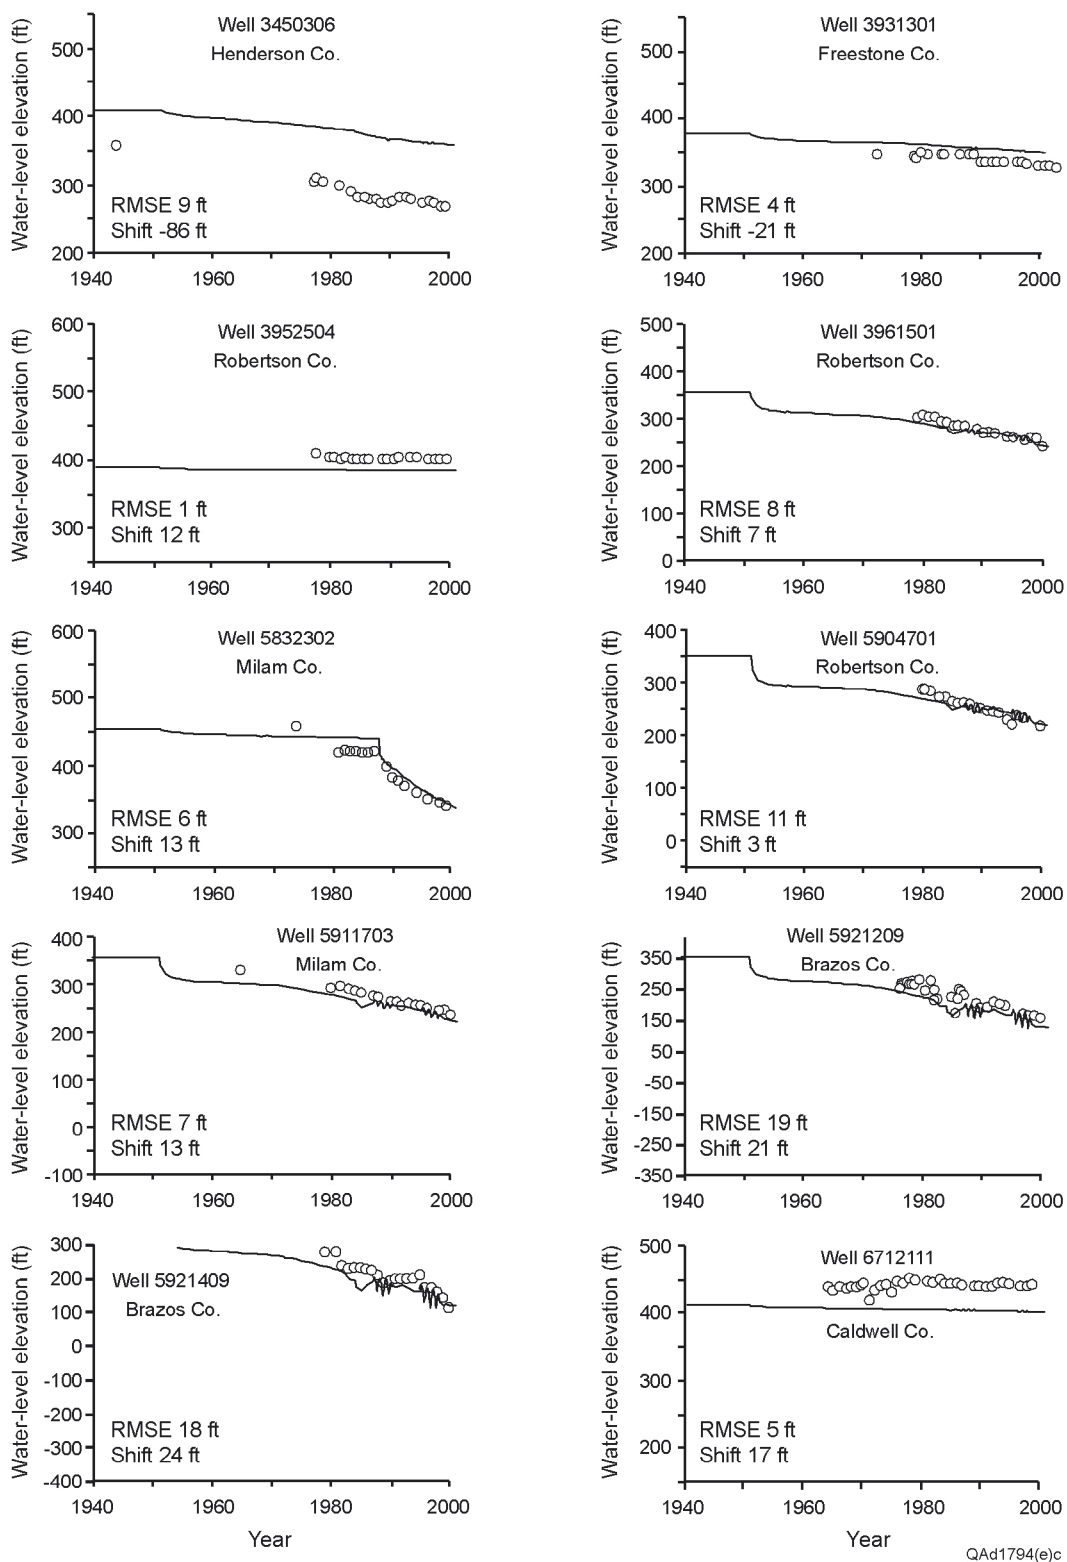 Well 3450306
Henderson Co.
Water-level elevation (ft)
500
400
300
200
RMSE 9 ft
Shift -86 ft
1940 1960 1980 2000
Well 3931301
Freestone Co.
Water-level elevation (ft)
500
400
300
200
RMSE 4 ft
Shift -21 ft
1940 1960 1980 2000
Well 3952504
Robertson Co.
Water-level elevation (ft)
600
500
400
300
RMSE 1 ft
Shift 12 ft
1940 1960 1980 2000
Well 3961501
Robertson Co.
Water-level elevation (ft)
500
400
300
200
100
0
RMSE 8 ft
Shift 7 ft
1940 1960 1980 2000
Well 5832302
Milam Co.
Water-level elevation (ft)
600
500
400
300
RMSE 6 ft
Shift 13 ft
1940 1960 1980 2000
Well 5904701
Robertson Co.
Water-level elevation (ft)
400
300
200
100
0
RMSE 11 ft
Shift 3 ft
1940 1960 1980 2000
Well 5911703
Milam Co.
Water-level elevation (ft)
400
300
200
100
0
-100
RMSE 7 ft
Shift 13 ft
1940 1960 1980 2000
Well 5921209
Brazos Co.
Water-level elevation (ft)
350
250
150
50
-50
-150
-250
-350
RMSE 19 ft
Shift 21 ft
1940 1960 1980 2000
Well 5921409
Brazos Co.
Water-level elevation (ft)
300
200
100
0
-100
-200
-300
-400
RMSE 18 ft
Shift 24 ft
1940 1960 1980 2000
Year
Well 6712111
Caldwell Co.
Water-level elevation (ft)
500
400
300
200
RMSE 5 ft
Shift 17 ft
1940 1960 1980 2000
Year
QAd1794(e)c